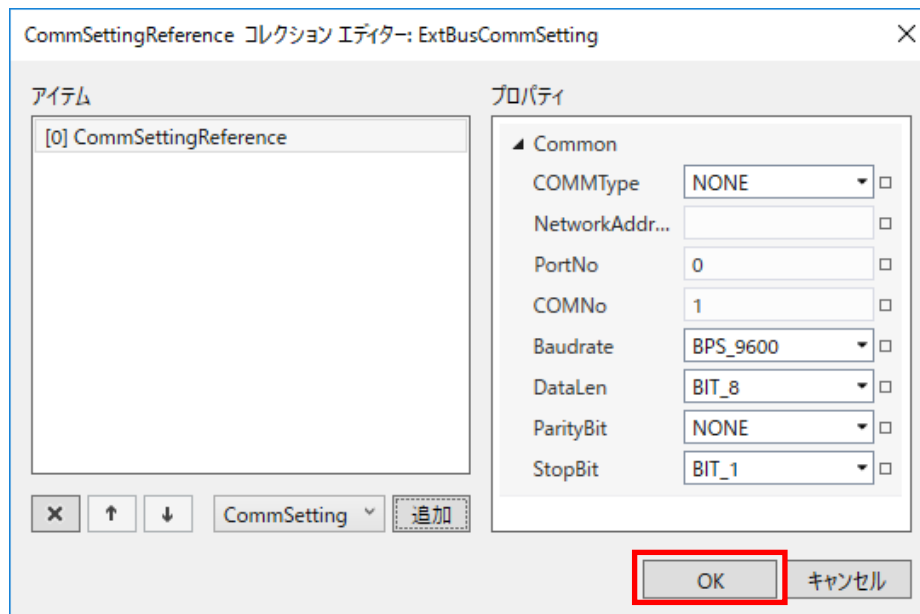 CommSettingReference コレクション エディター: ExtBusCommSetting
アイテム
[0] CommSettingReference
CommSetting
追加
プロパティ
Common
COMMType NONE
NetworkAddr...
PortNo 0
COMNo 1
Baudrate BPS_9600
DataLen BIT_8
ParityBit NONE
StopBit BIT_1
OK
キャンセル